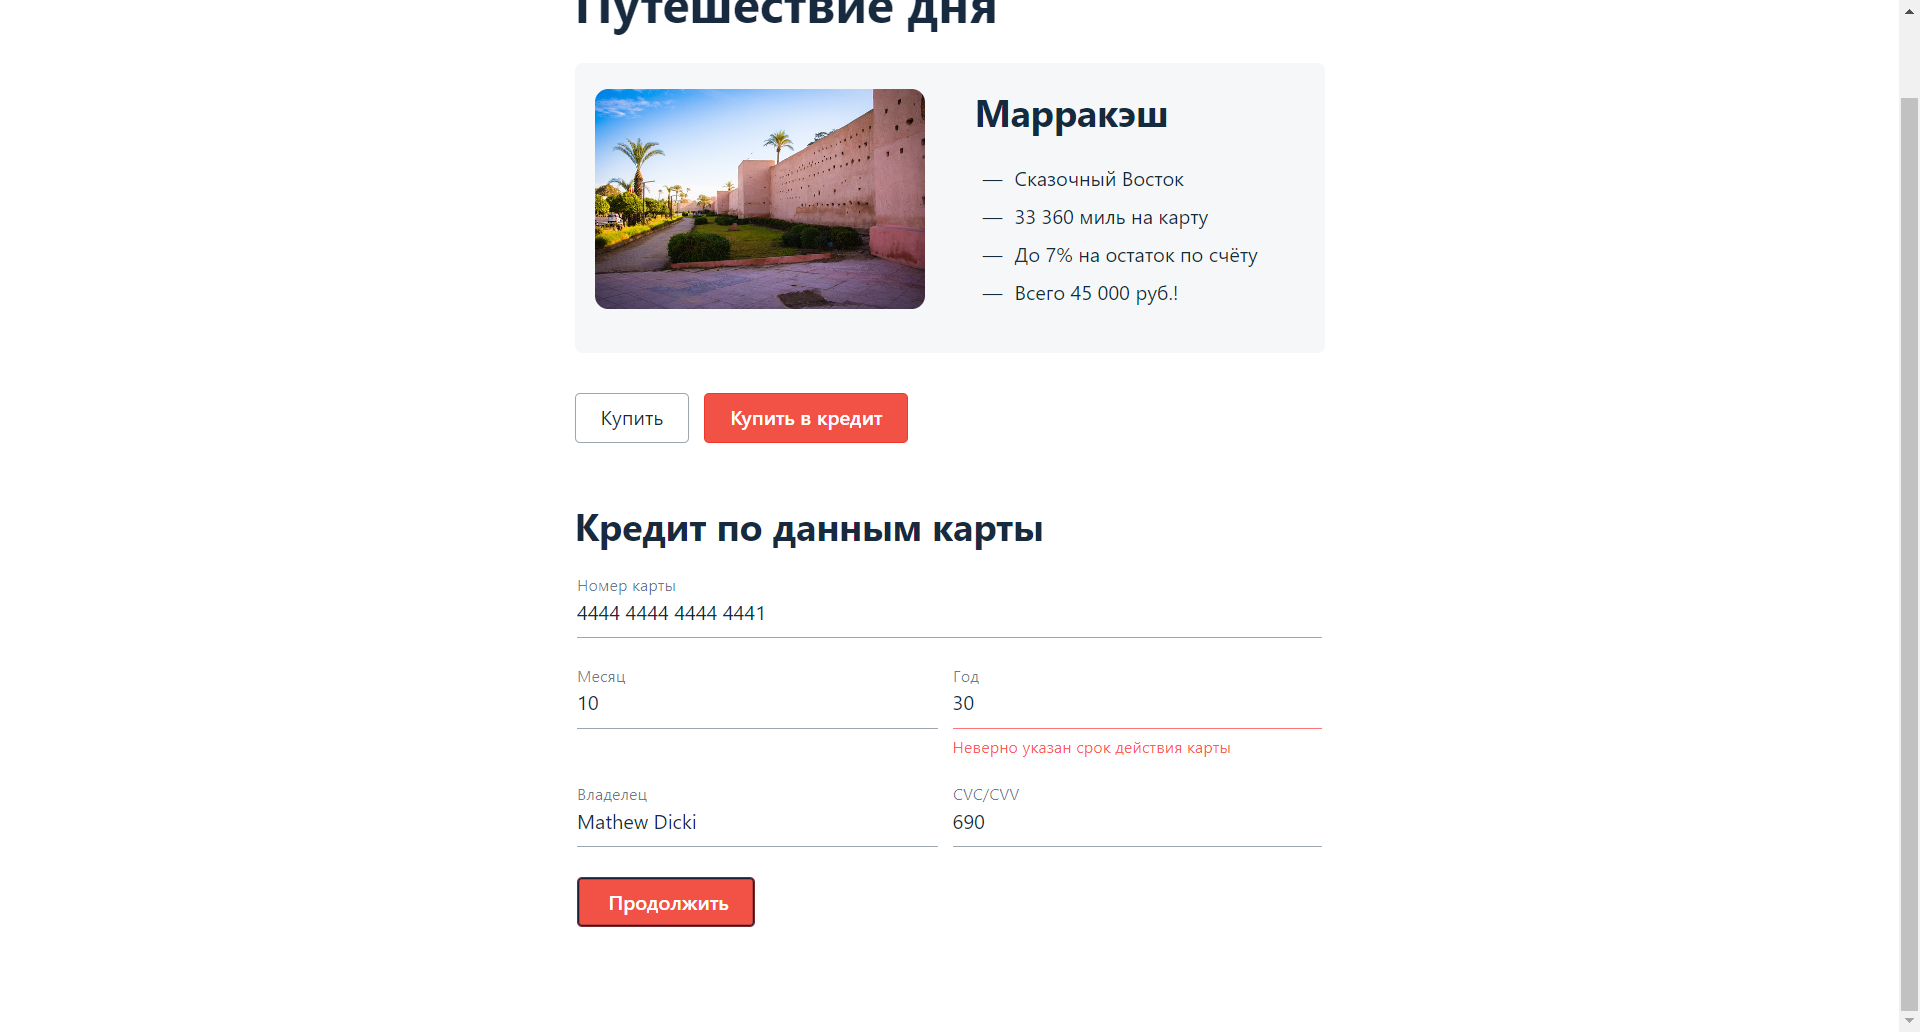 Путешествие дня
Марракэш
— Сказочный Восток
— 33 360 миль на карту
— До 7% на остаток по счёту
— Всего 45 000 руб.!
Купить
Купить в кредит
Кредит по данным карты
Номер карты
4444 4444 4444 4441
Месяц
10
Год
30
Неверно указан срок действия карты
Владелец
Mathew Dicki
CVC/CVV
690
Продолжить